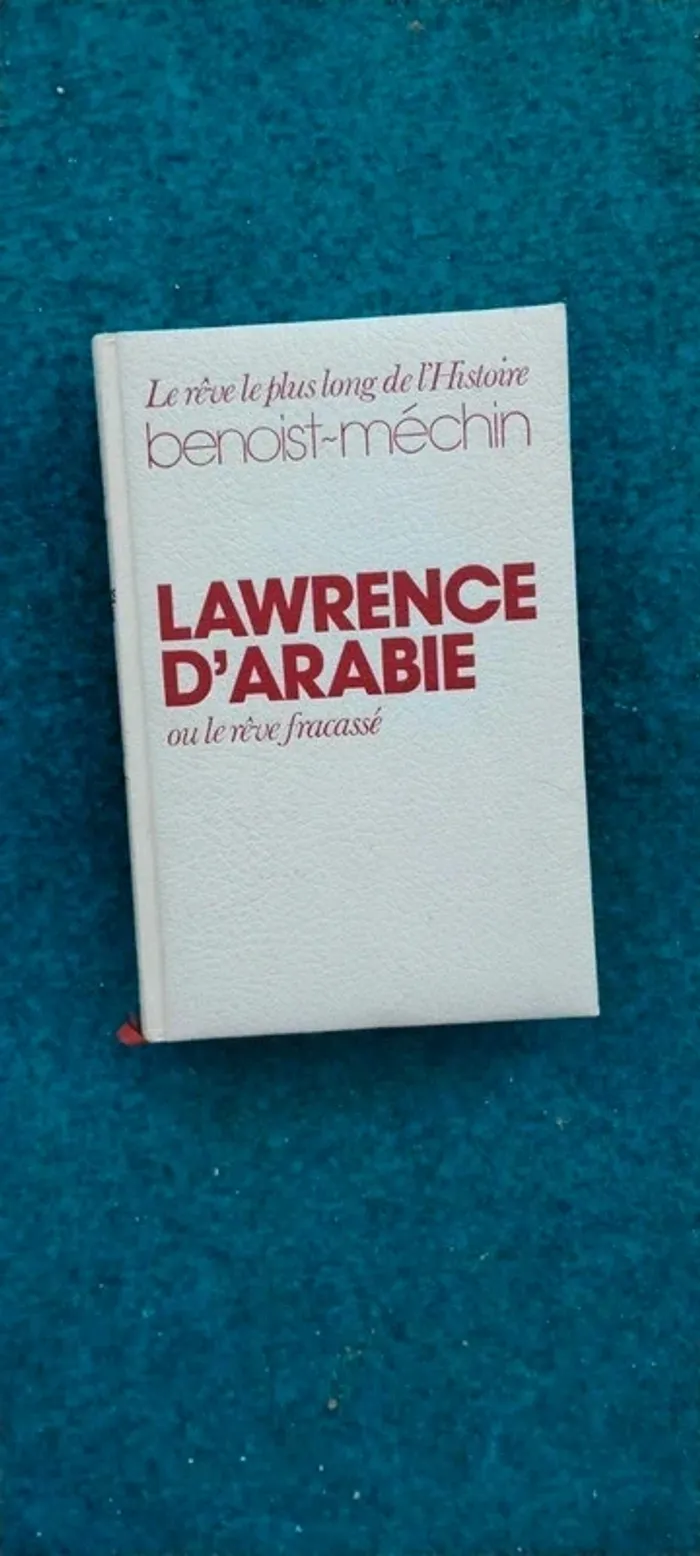 Le rêve le plus long de l'Histoire
benoist~méchin
LAWRENCE
D'ARABIE
ou le rêve fracassé